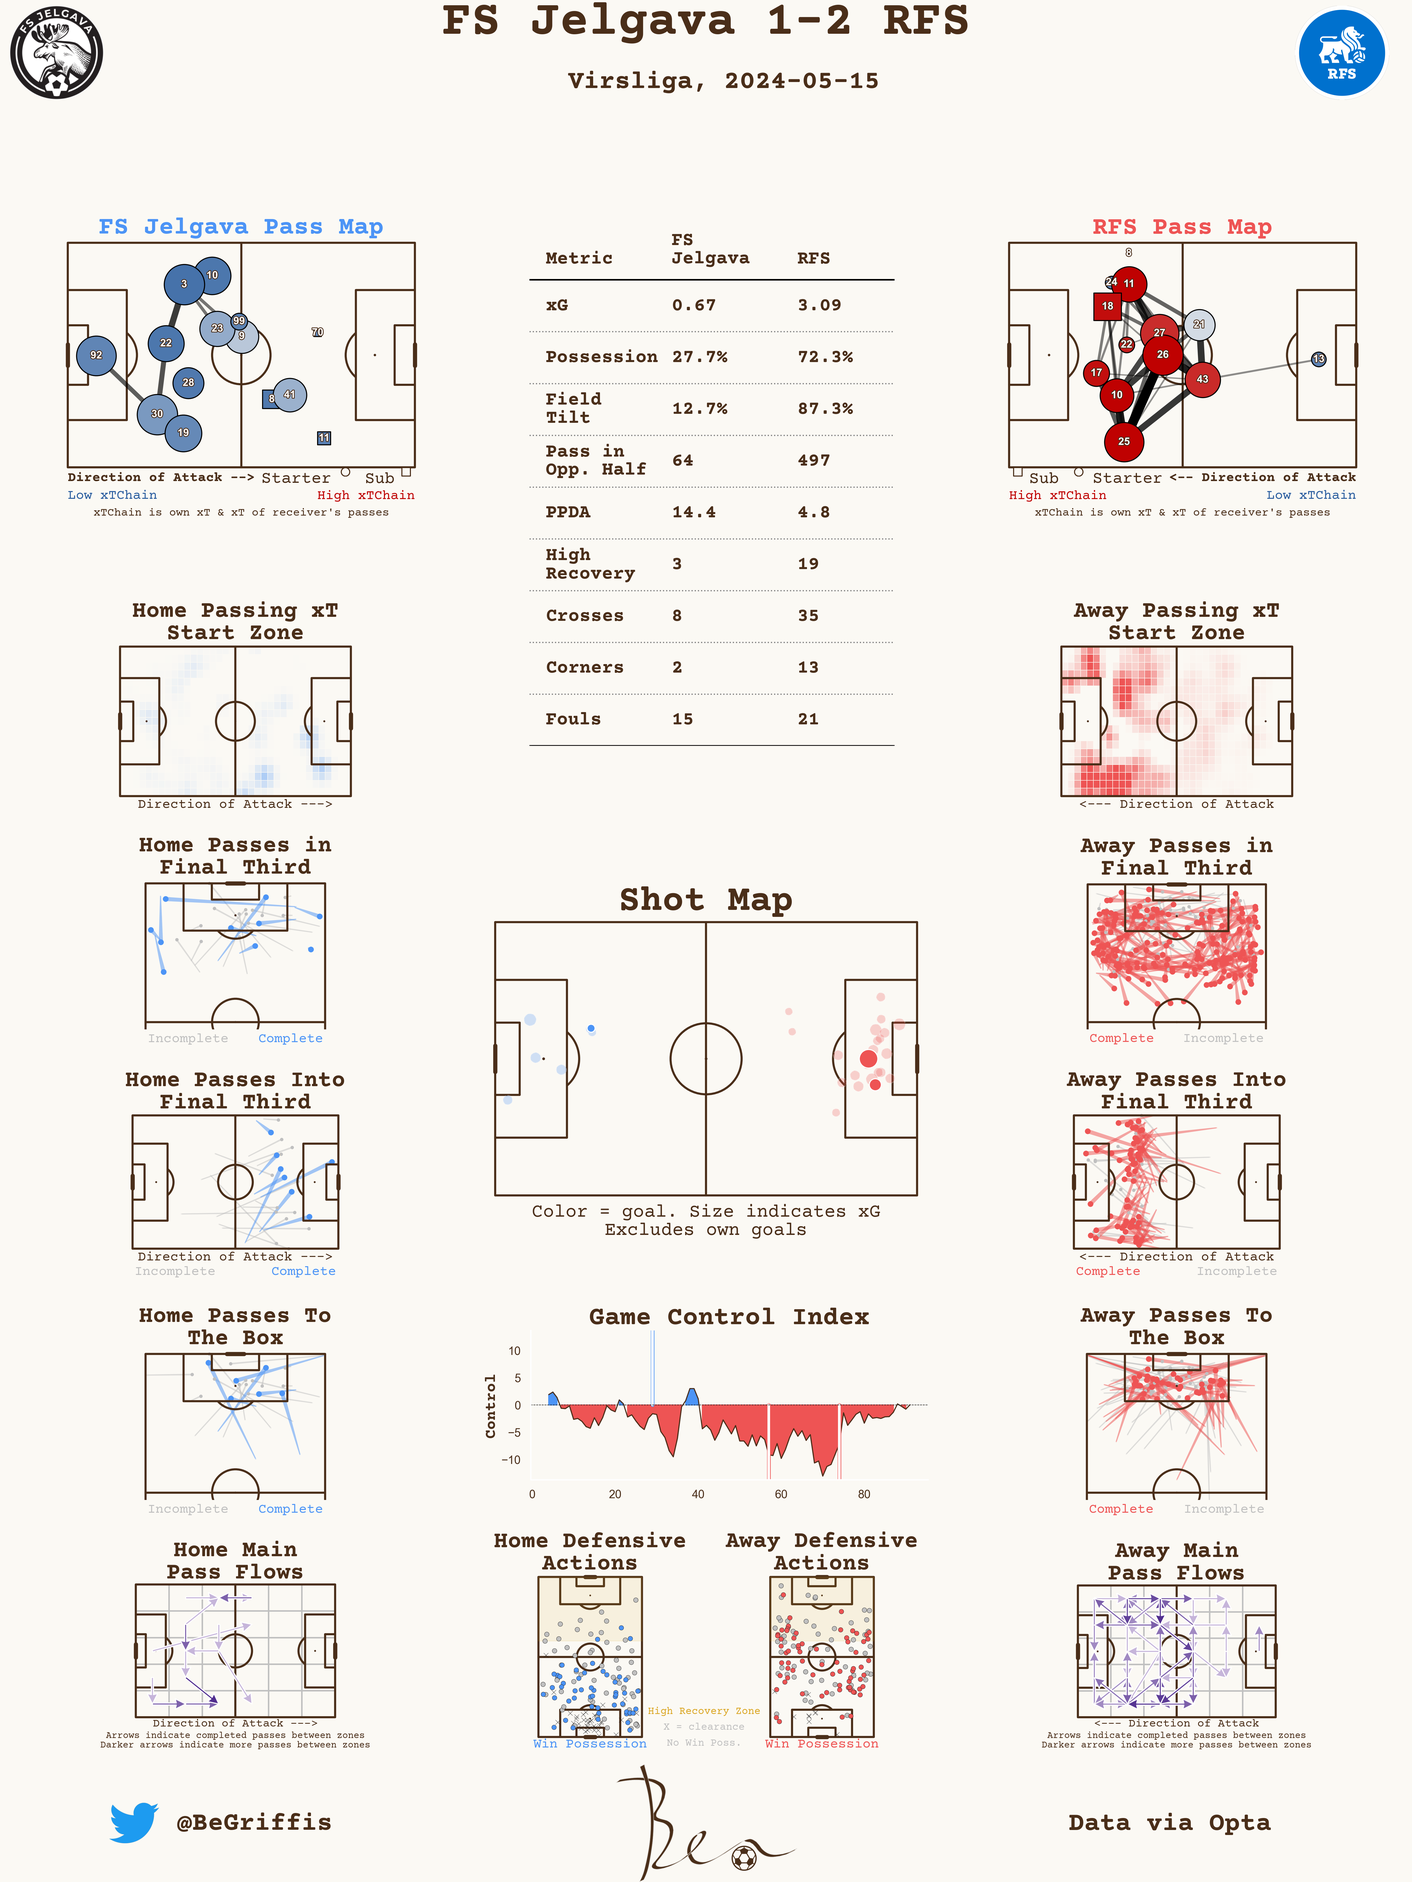 FS Jelgava 1-2 RFS
Virsliga, 2024-05-15
FS JELGAVA
RFS
FS Jelgava Pass Map
10
3
99
23
9
70
22
92
28
8
41
30
19
11
Direction of Attack --> Starter Sub
Low xTChain High xTChain
xTChain is own xT & xT of receiver's passes
Metric FS Jelgava RFS
xG 0.67 3.09
Possession 27.7% 72.3%
Field Tilt 12.7% 87.3%
Pass in Opp. Half 64 497
PPDA 14.4 4.8
High Recovery 3 19
Crosses 8 35
Corners 2 13
Fouls 15 21
RFS Pass Map
8
24
11
18
21
27
22
26
13
17
43
10
25
Sub Starter <-- Direction of Attack
High xTChain Low xTChain
xTChain is own xT & xT of receiver's passes
Home Passing xT
Start Zone
Direction of Attack --->
Away Passing xT
Start Zone
<--- Direction of Attack
Home Passes in
Final Third
Incomplete Complete
Away Passes in
Final Third
Complete Incomplete
Shot Map
Color = goal. Size indicates xG
Excludes own goals
Home Passes Into
Final Third
Direction of Attack --->
Incomplete Complete
Away Passes Into
Final Third
<--- Direction of Attack
Complete Incomplete
Home Passes To
The Box
Incomplete Complete
Game Control Index
Control
10
5
0
−5
−10
0 20 40 60 80
Away Passes To
The Box
Complete Incomplete
Home Main
Pass Flows
Direction of Attack --->
Arrows indicate completed passes between zones
Darker arrows indicate more passes between zones
Home Defensive
Actions
Win Possession
Away Defensive
Actions
Win Possession
High Recovery Zone
X = clearance
No Win Poss.
Away Main
Pass Flows
<--- Direction of Attack
Arrows indicate completed passes between zones
Darker arrows indicate more passes between zones
@BeGriffis
Ben
Data via Opta